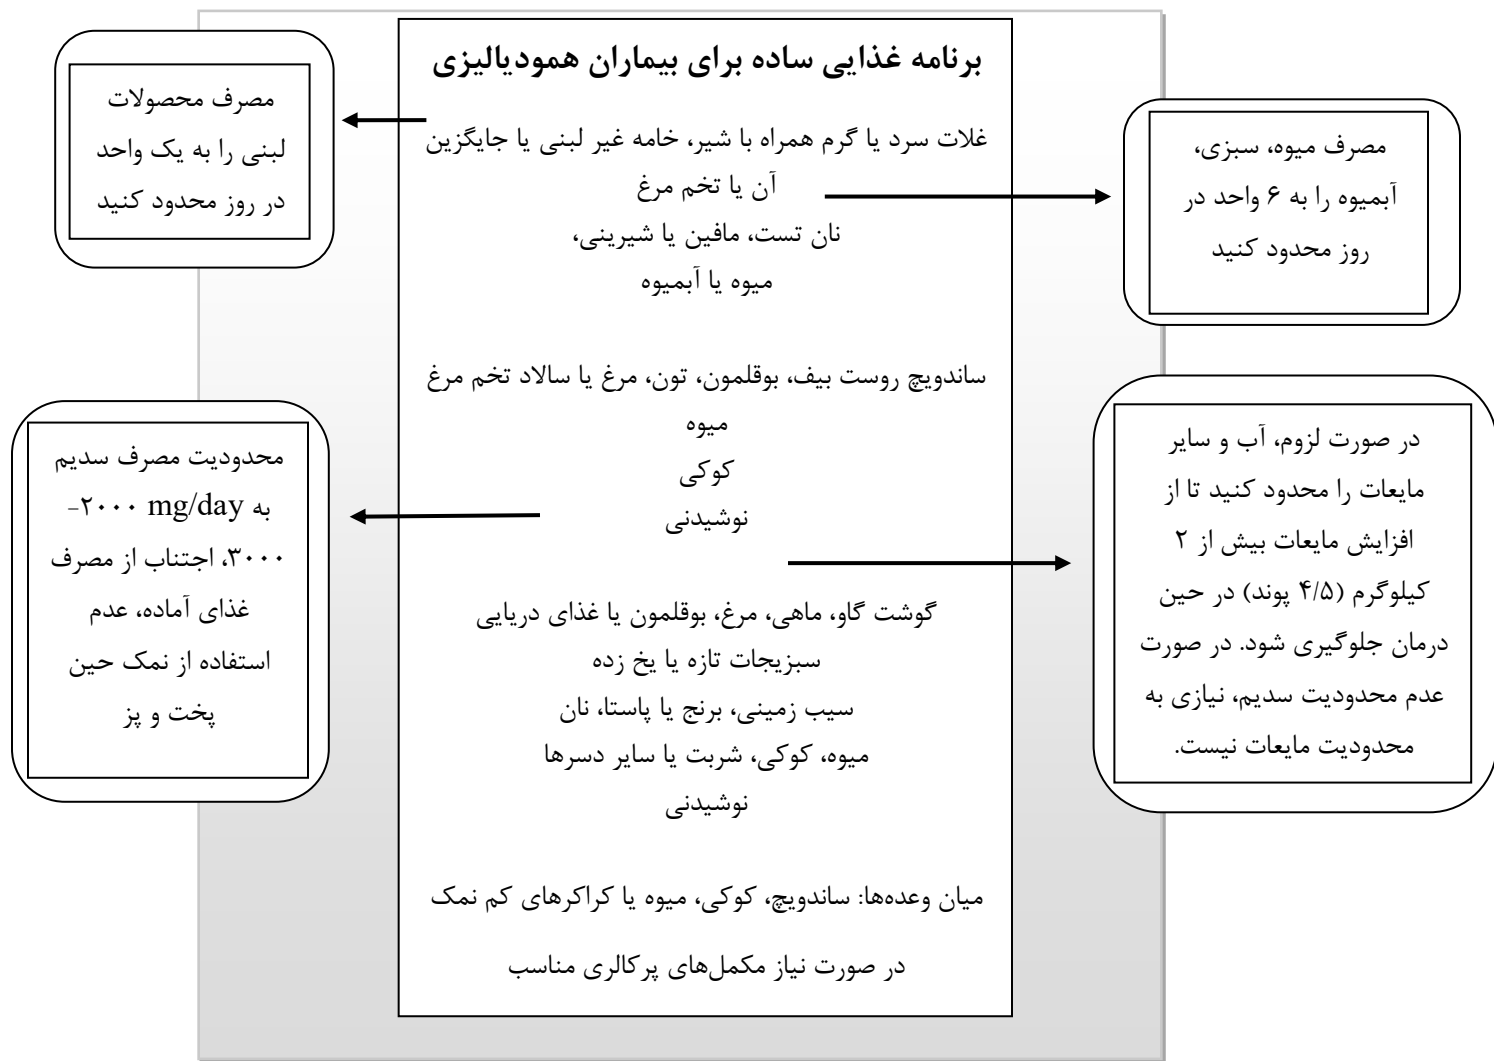 برنامه غذایی ساده برای بیماران همودیالیزی
غلات سرد یا گرم همراه با شیر، خامه غیر لبنی یا جایگزین
آن یا تخم مرغ
نان تست، مافین یا شیرینی،
میوه یا آبمیوه
ساندویچ روست بیف، بوقلمون، تون، مرغ یا سالاد تخم مرغ
میوه
کوکی
نوشیدنی
گوشت گاو، ماهی، مرغ، بوقلمون یا غذای دریایی
سبزیجات تازه یا یخ زده
سیب زمینی، برنج یا پاستا، نان
میوه، کوکی، شربت یا سایر دسرها
نوشیدنی
میان وعده‌ها: ساندویچ، کوکی، میوه یا کراکرهای کم نمک
در صورت نیاز مکمل‌های پرکالری مناسب
مصرف میوه، سبزی،
آبمیوه را به ۶ واحد در
روز محدود کنید
در صورت لزوم، آب و سایر
مایعات را محدود کنید تا از
افزایش مایعات بیش از ۲
کیلوگرم (۴/۵ پوند) در حین
درمان جلوگیری شود. در صورت
عدم محدودیت سدیم، نیازی به
محدودیت مایعات نیست.
مصرف محصولات
لبنی را به یک واحد
در روز محدود کنید
محدودیت مصرف سدیم
به mg/day ۲۰۰۰-
۳۰۰۰، اجتناب از مصرف
غذای آماده، عدم
استفاده از نمک حین
پخت و پز